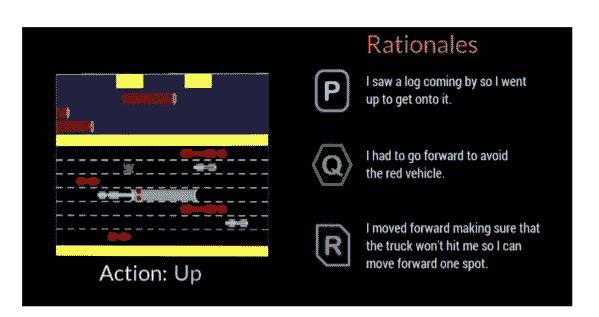 Rationales
P
I saw a log coming by so I went
up to get onto it.
Q
I had to go forward to avoid
the red vehicle.
R
I moved forward making sure that
the truck won't hit me so I can
move forward one spot.
Action: Up